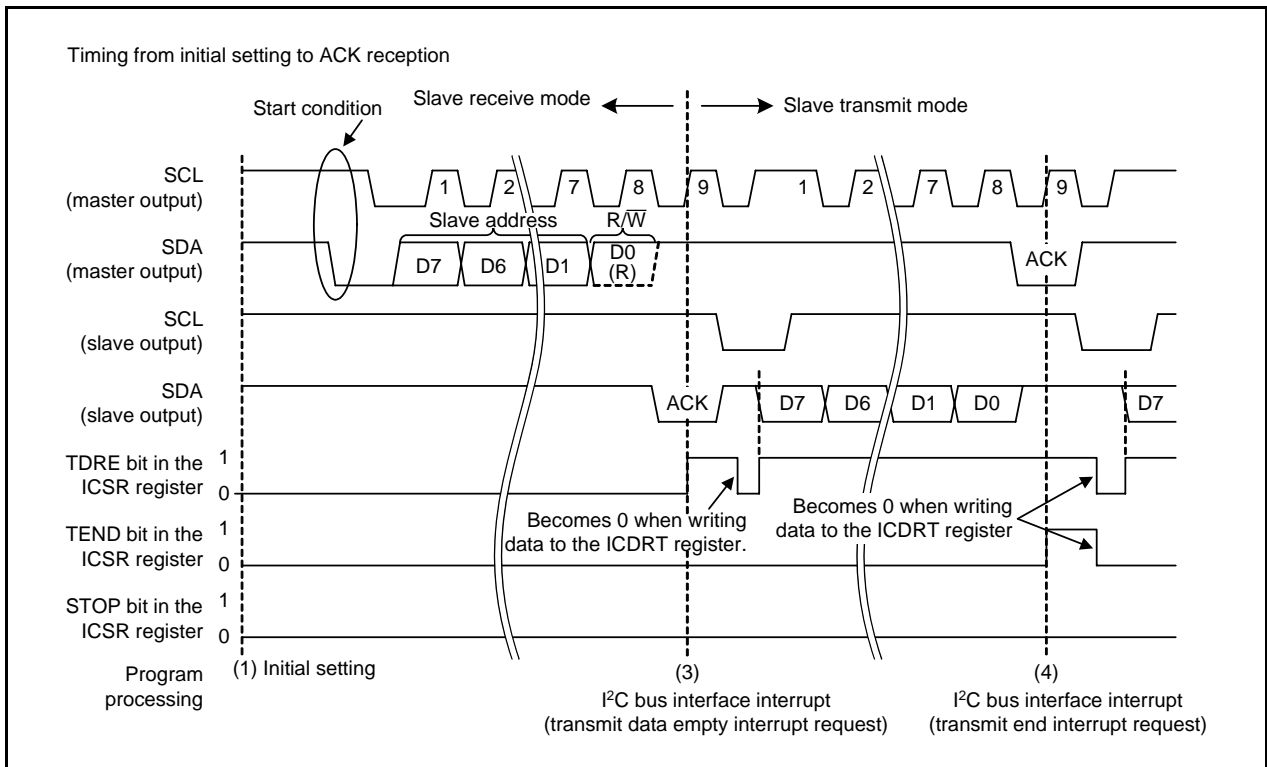 Timing from initial setting to ACK reception
Start condition
Slave receive mode
Slave transmit mode
SCL
(master output)
1 2 7 8 9 1 2 7 8 9
Slave address
R/W̅
SDA
(master output)
D7 D6 D1 D0
(R)
ACK
SCL
(slave output)
SDA
(slave output)
ACK D7 D6 D1 D0 D7
TDRE bit in the
ICSR register
1
0
Becomes 0 when writing
data to the ICDRT register.
Becomes 0 when writing
data to the ICDRT register
TEND bit in the
ICSR register
1
0
STOP bit in the
ICSR register
1
0
Program
processing
(1) Initial setting
(3)
I²C bus interface interrupt
(transmit data empty interrupt request)
(4)
I²C bus interface interrupt
(transmit end interrupt request)